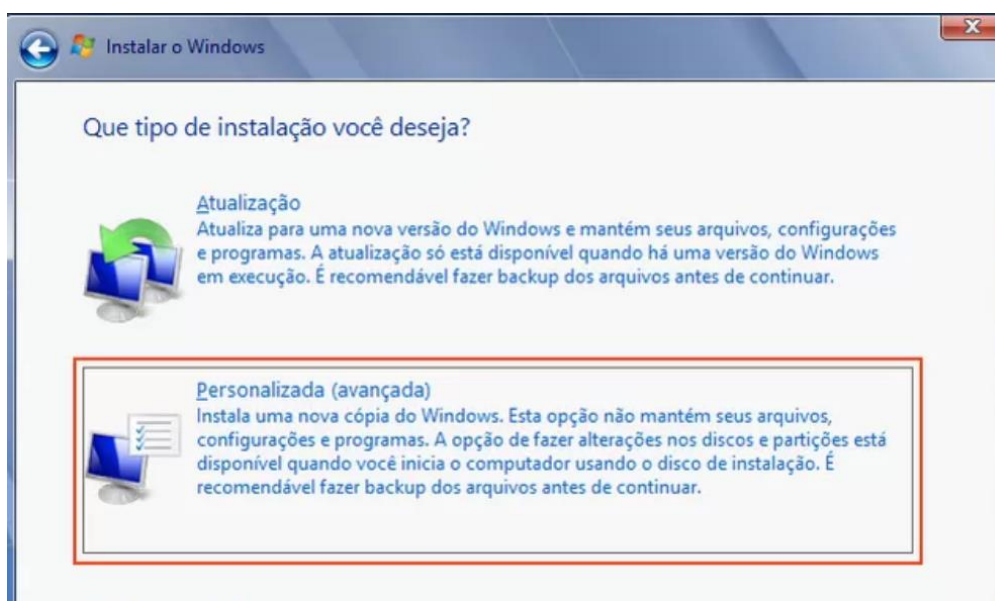 Instalar o Windows
Que tipo de instalação você deseja?
Atualização
Atualiza para uma nova versão do Windows e mantém seus arquivos, configurações
e programas. A atualização só está disponível quando há uma versão do Windows
em execução. É recomendável fazer backup dos arquivos antes de continuar.
Personalizada (avançada)
Instala uma nova cópia do Windows. Esta opção não mantém seus arquivos,
configurações e programas. A opção de fazer alterações nos discos e partições está
disponível quando você inicia o computador usando o disco de instalação. É
recomendável fazer backup dos arquivos antes de continuar.